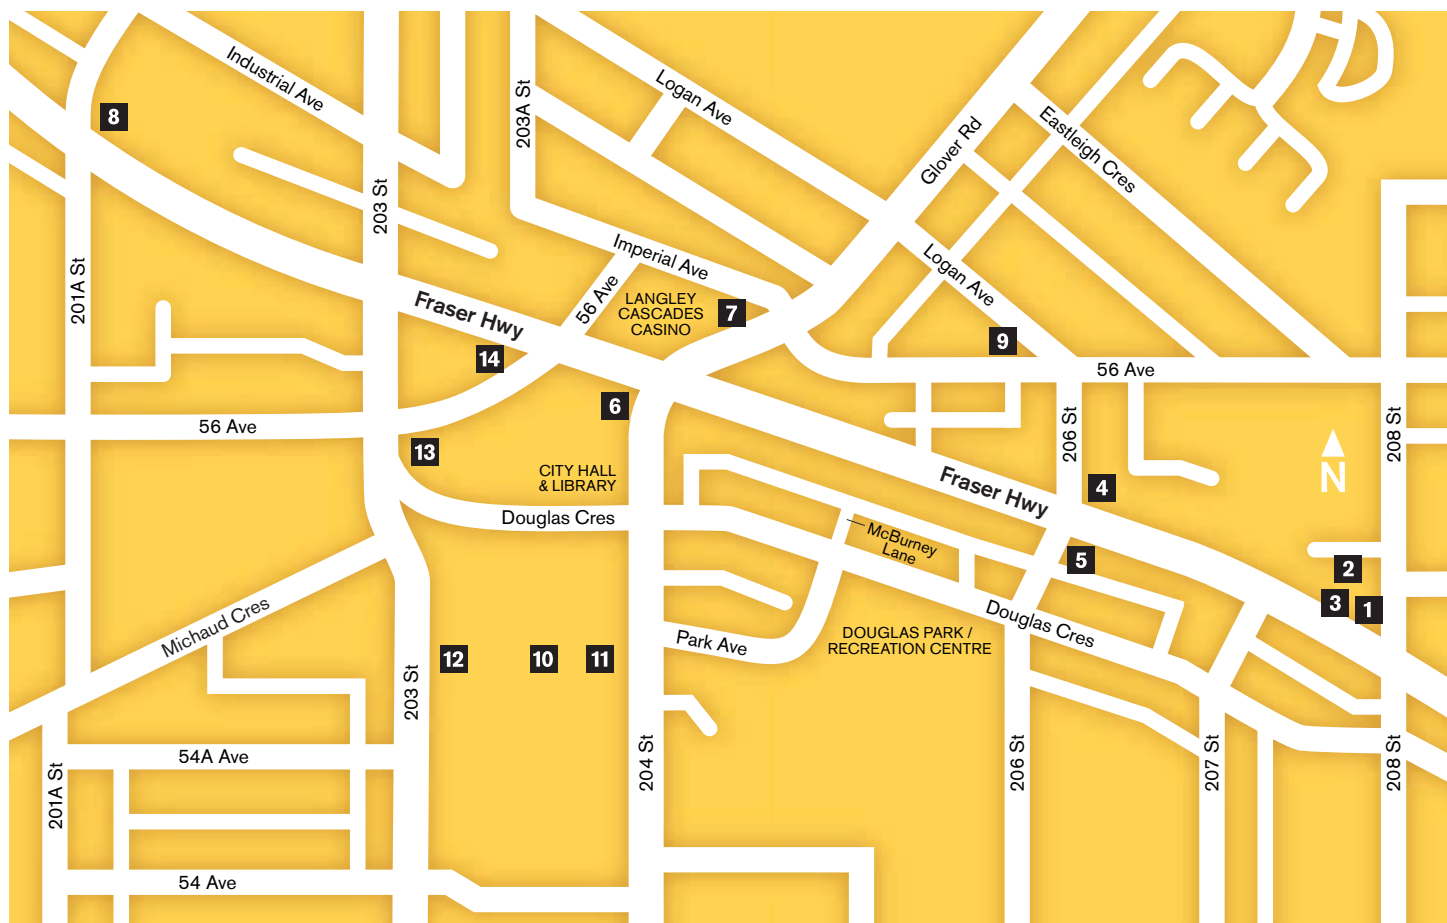 Industrial Ave
Logan Ave
203A St
8
Glover Rd
Eastleigh Cres
203 St
201A St
Imperial Ave
Logan Ave
56 Ave
Fraser Hwy
LANGLEY
CASCADES
CASINO
7
9
14
56 Ave
6
56 Ave
206 St
208 St
13
CITY HALL
& LIBRARY
N
Fraser Hwy
4
Douglas Cres
McBurney
Lane
5
2
3
1
Michaud Cres
Douglas Cres
Park Ave
DOUGLAS PARK /
RECREATION CENTRE
12
10
11
203 St
54A Ave
201A St
204 St
206 St
207 St
208 St
54 Ave